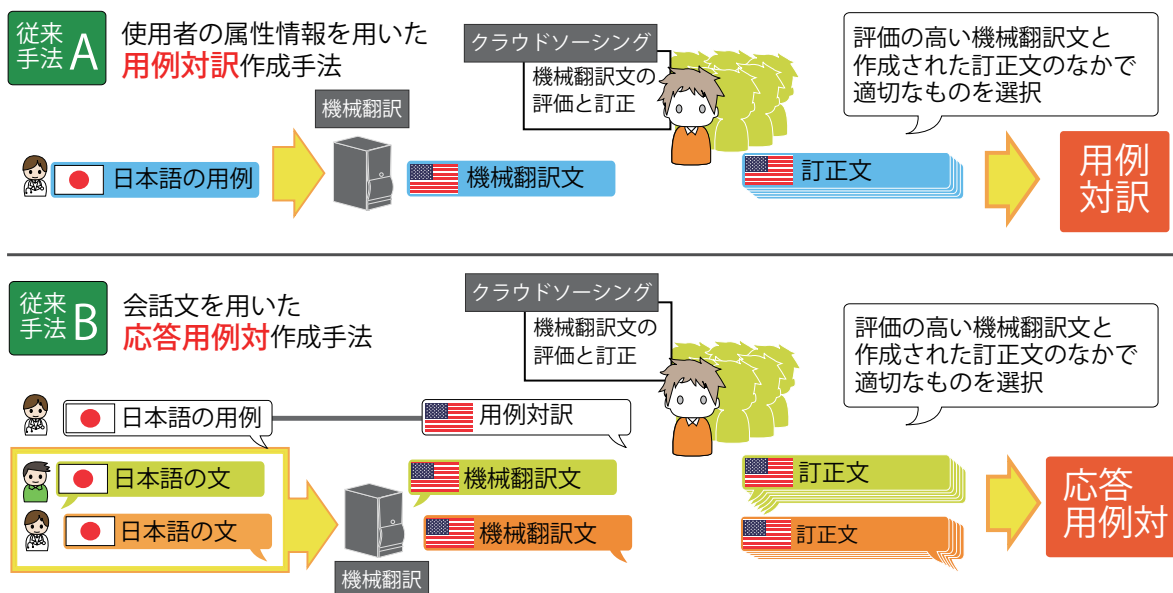 従来
手法 A
使用者の属性情報を用いた
用例対訳作成手法
クラウドソーシング
機械翻訳文の
評価と訂正
評価の高い機械翻訳文と
作成された訂正文のなかで
適切なものを選択
機械翻訳
日本語の用例
機械翻訳文
訂正文
用例
対訳
従来
手法 B
会話文を用いた
応答用例対作成手法
クラウドソーシング
機械翻訳文の
評価と訂正
評価の高い機械翻訳文と
作成された訂正文のなかで
適切なものを選択
日本語の用例
用例対訳
日本語の文
機械翻訳文
訂正文
日本語の文
機械翻訳文
訂正文
機械翻訳
応答
用例対